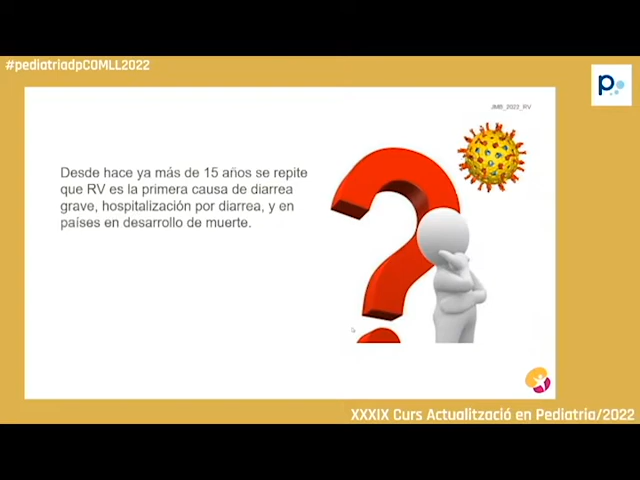 #pediatriadpCOMLL2022
p
JMB_2022_RV
Desde hace ya más de 15 años se repite
que RV es la primera causa de diarrea
grave, hospitalización por diarrea, y en
países en desarrollo de muerte.
XXXIX Curs Actualització en Pediatria/2022